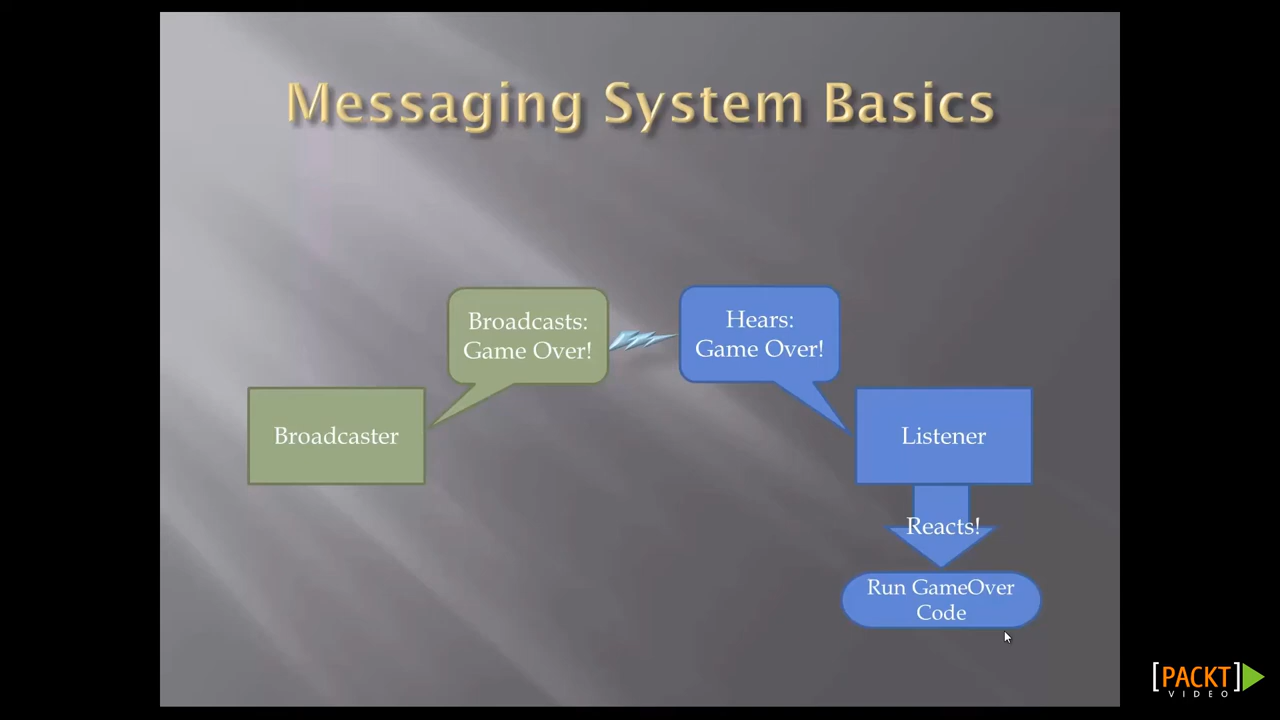 Messaging System Basics
Broadcasts:
Game Over!
Hears:
Game Over!
Broadcaster
Listener
Reacts!
Run GameOver
Code
[PACKT]
VIDEO